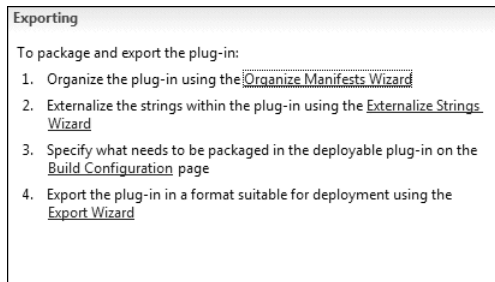 Exporting
To package and export the plug-in:
1. Organize the plug-in using the Organize Manifests Wizard
2. Externalize the strings within the plug-in using the Externalize Strings
Wizard
3. Specify what needs to be packaged in the deployable plug-in on the
Build Configuration page
4. Export the plug-in in a format suitable for deployment using the
Export Wizard